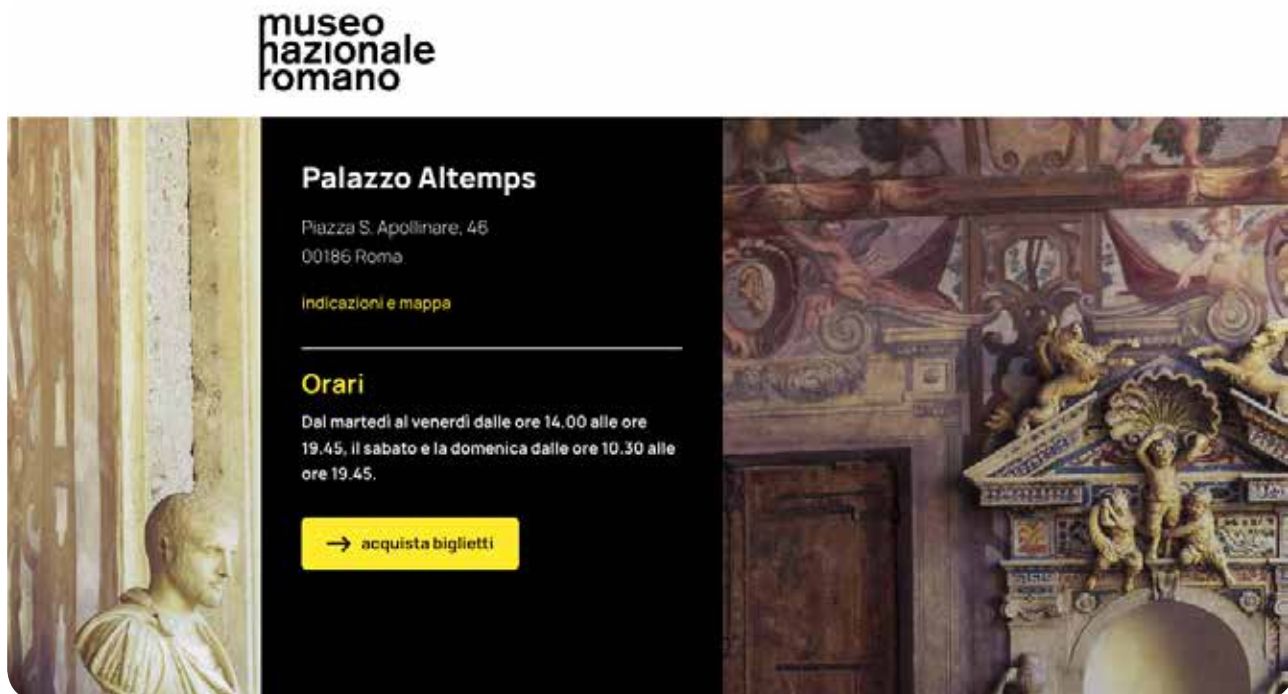 museo
nazionale
romano
Palazzo Altemps
Piazza S. Apollinare, 46
00186 Roma
indicazioni e mappa
Orari
Dal martedì al venerdì dalle ore 14.00 alle ore
19.45, il sabato e la domenica dalle ore 10.30 alle
ore 19.45.
→ acquista biglietti